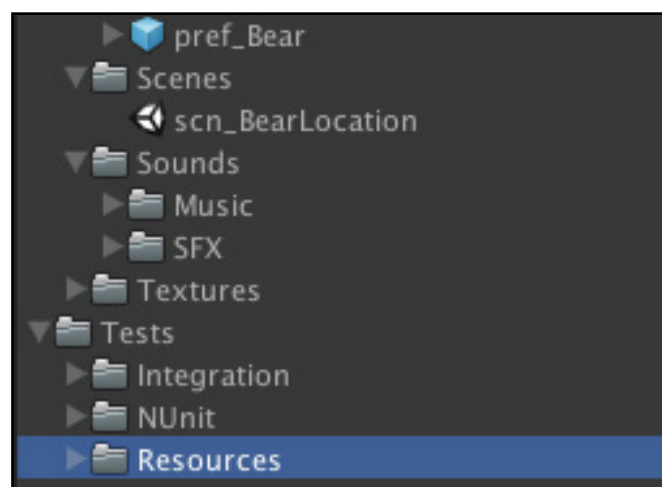 pref_Bear
Scenes
scn_BearLocation
Sounds
Music
SFX
Textures
Tests
Integration
NUnit
Resources